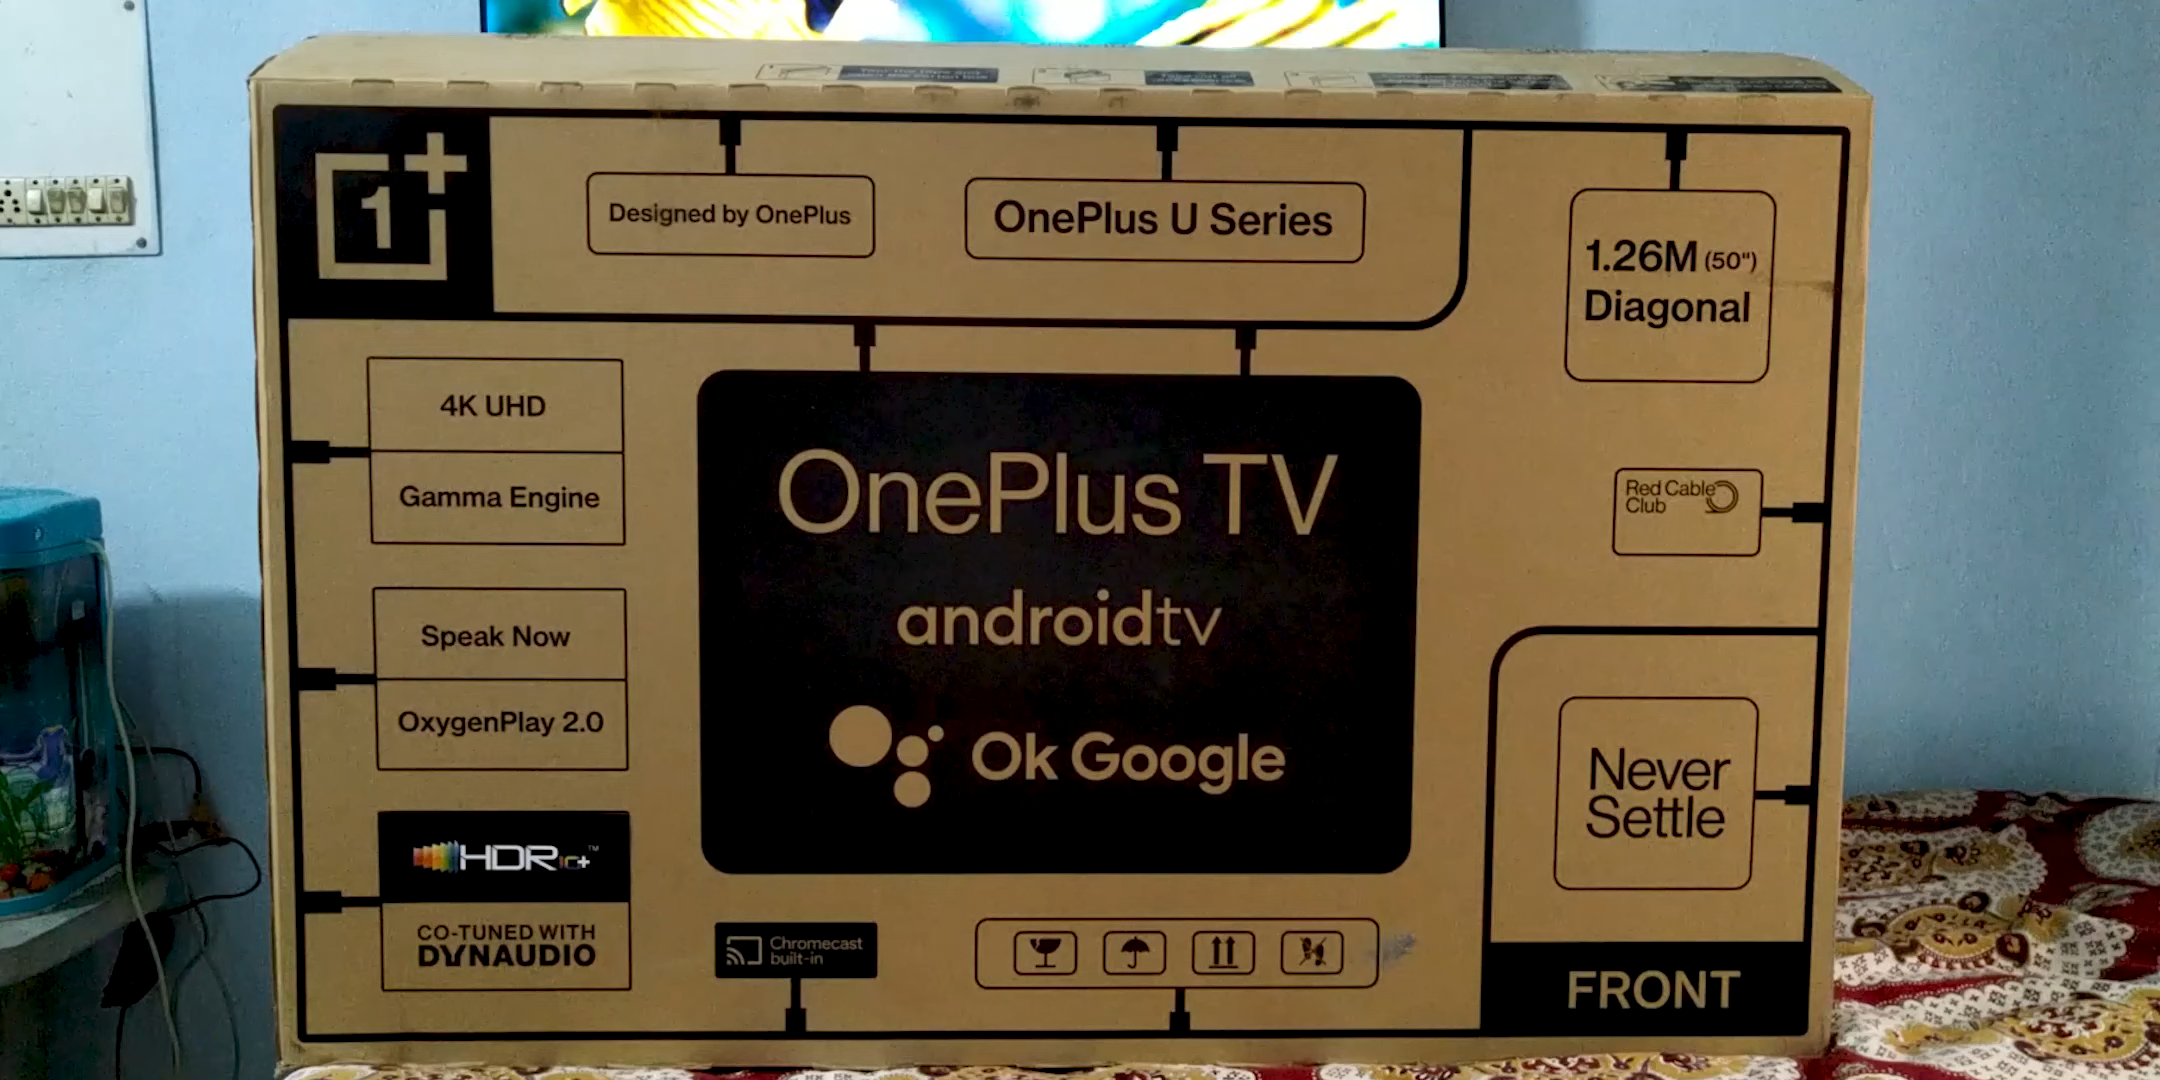 1
Designed by OnePlus
OnePlus U Series
1.26M (50")
Diagonal
4K UHD
Gamma Engine
OnePlus TV
androidtv
Ok Google
Red Cable
Club
Speak Now
OxygenPlay 2.0
Never
Settle
HDR10+™
CO-TUNED WITH
DYNAUDIO
Chromecast
built-in
FRONT